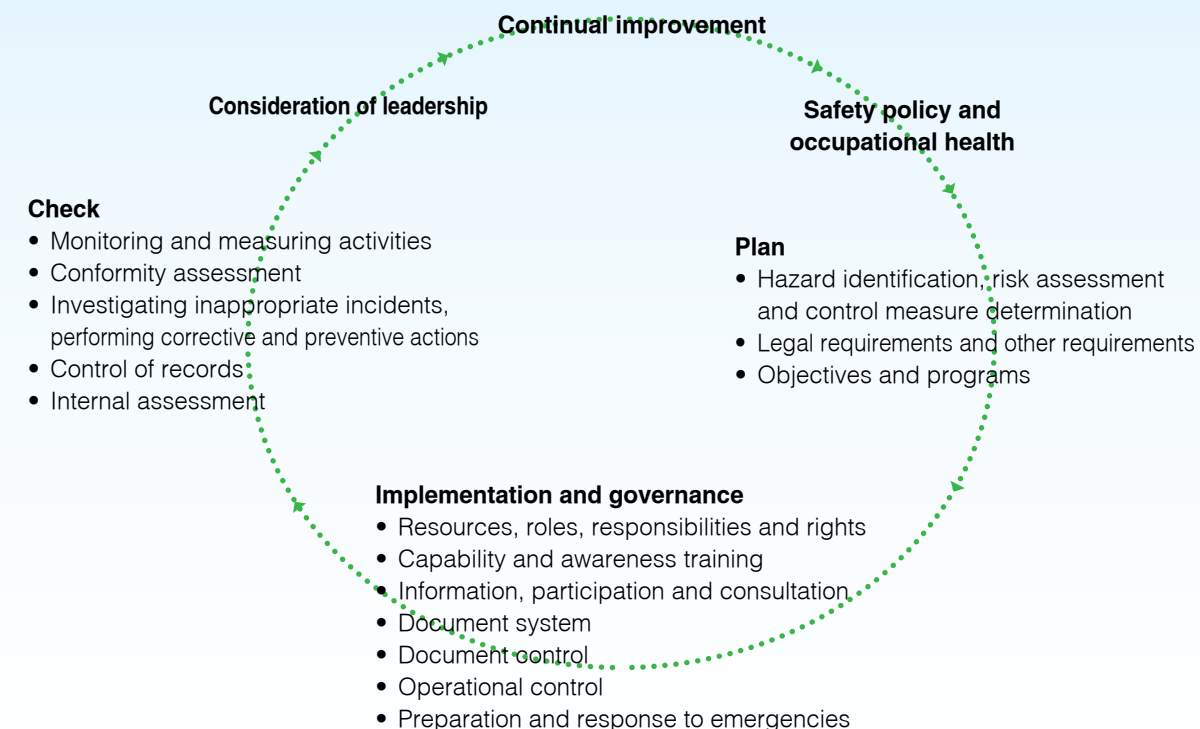 Continual improvement
Safety policy and
occupational health
Plan
• Hazard identification, risk assessment
and control measure determination
• Legal requirements and other requirements
• Objectives and programs
Implementation and governance
• Resources, roles, responsibilities and rights
• Capability and awareness training
• Information, participation and consultation
• Document system
• Document control
• Operational control
• Preparation and response to emergencies
Check
• Monitoring and measuring activities
• Conformity assessment
• Investigating inappropriate incidents,
performing corrective and preventive actions
• Control of records
• Internal assessment
Consideration of leadership